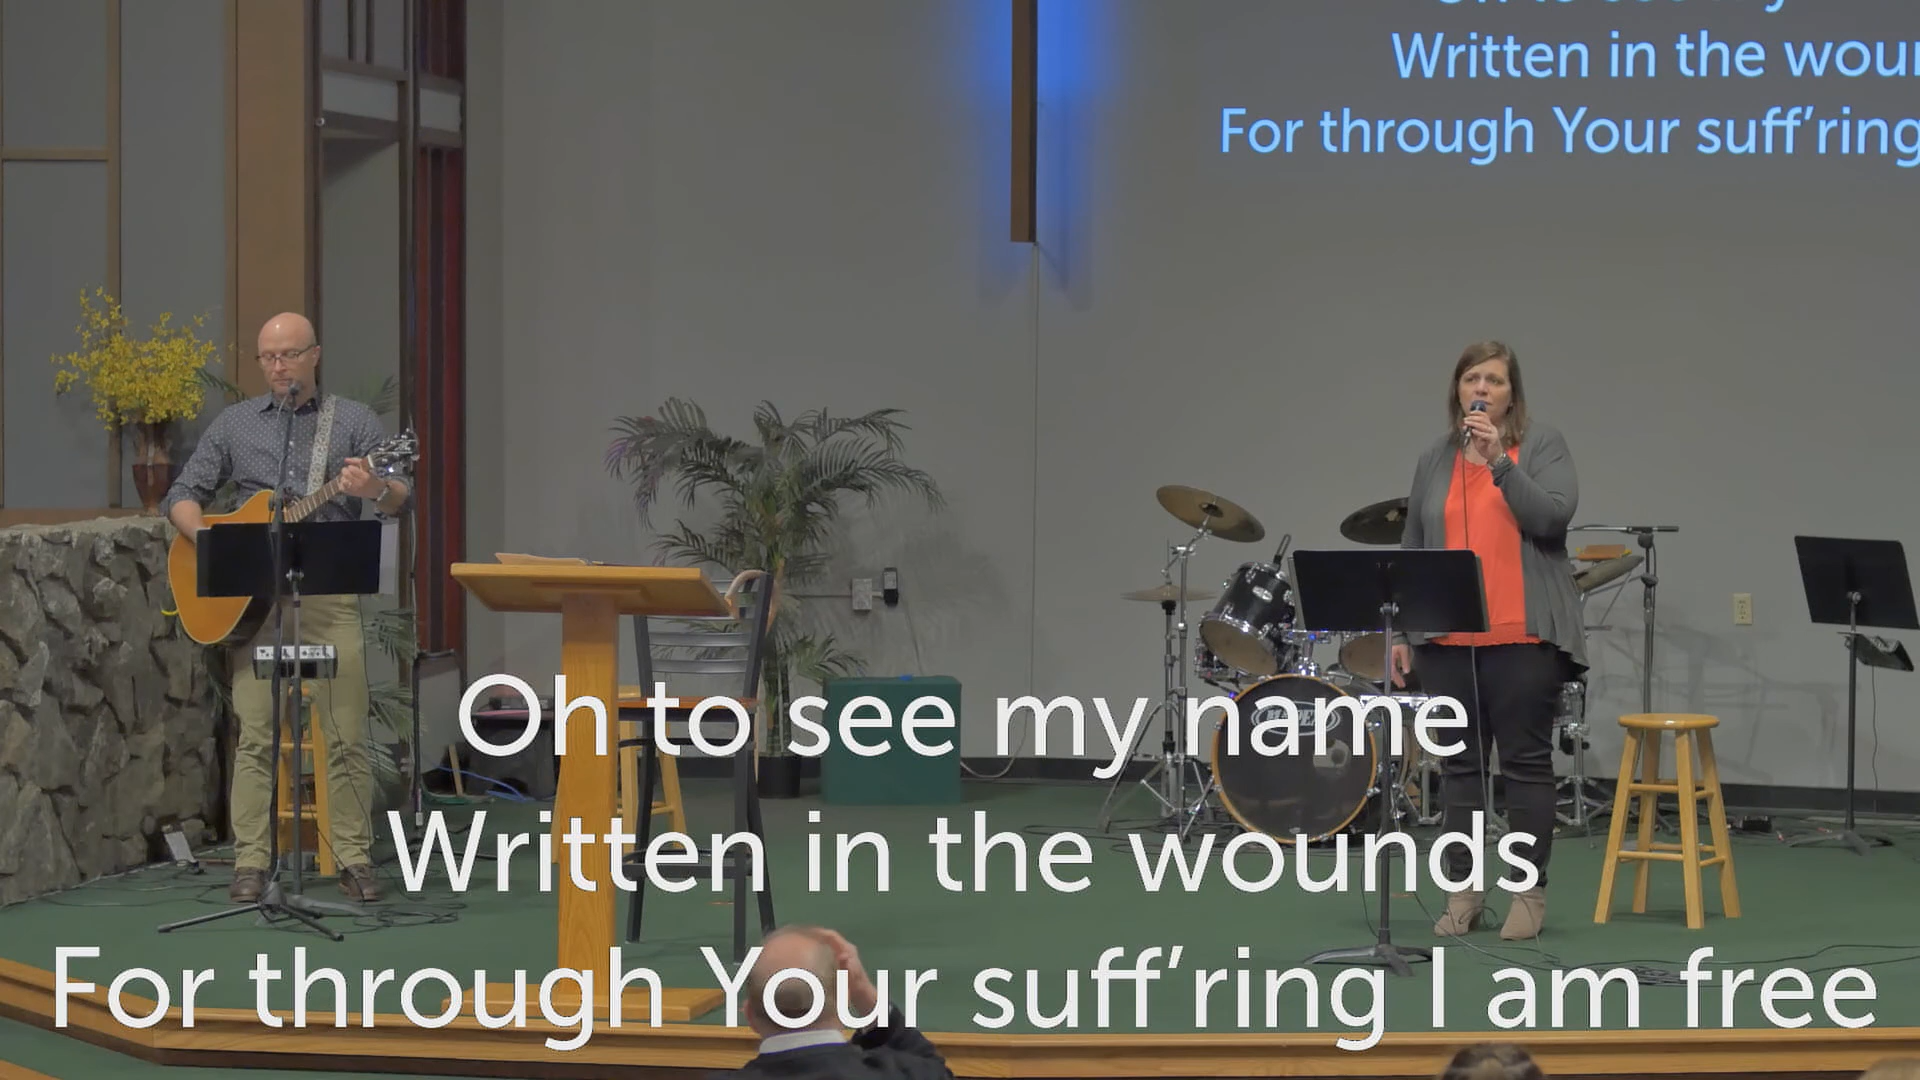 Written in the wou
For through Your suff'ring
Oh to see my name
Written in the wounds
For through Your suff'ring I am free